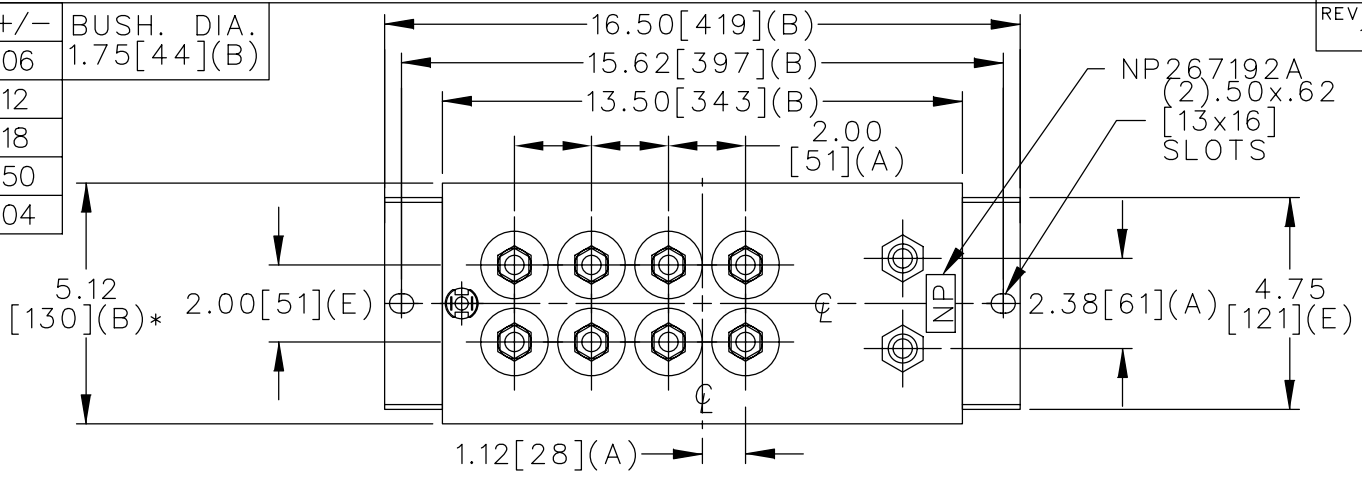 +/-
06
12
18
50
04
BUSH. DIA.
1.75[44](B)
16.50[419](B)
15.62[397](B)
13.50[343](B)
2.00
[51](A)
REV
NP267192A
(2).50x.62
[13x16]
SLOTS
5.12
[130](B)*
2.00[51](E)
NP
2.38[61](A)
4.75
[121](E)
1.12[28](A)